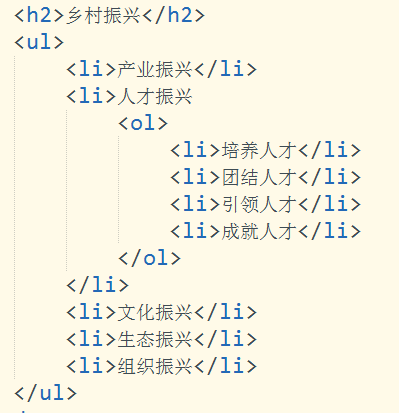 <h2>乡村振兴</h2>
<ul>
<li>产业振兴</li>
<li>人才振兴
<ol>
<li>培养人才</li>
<li>团结人才</li>
<li>引领人才</li>
<li>成就人才</li>
</ol>
</li>
<li>文化振兴</li>
<li>生态振兴</li>
<li>组织振兴</li>
</ul>